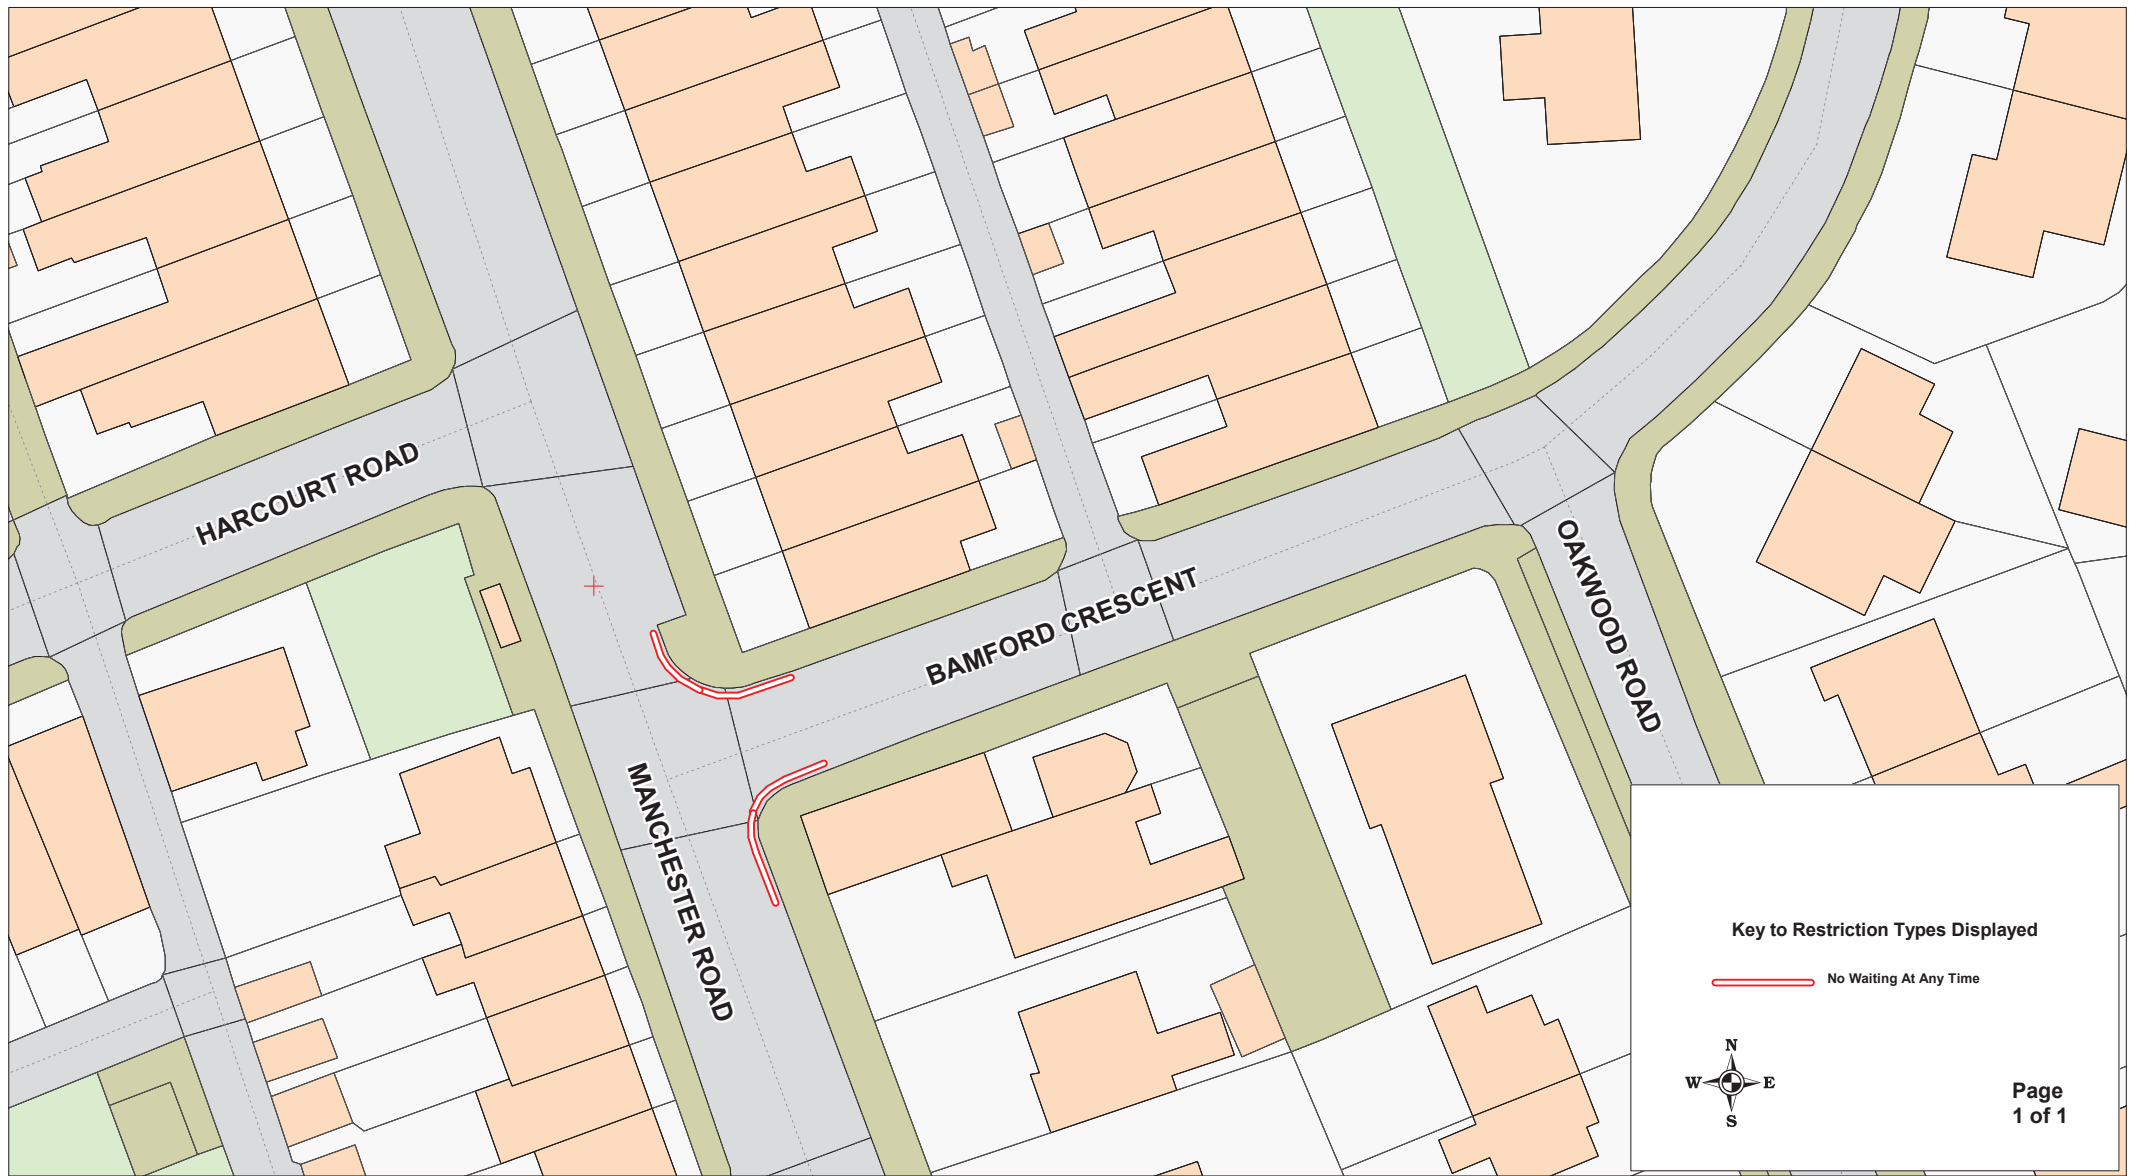 HARCOURT ROAD
BAMFORD CRESCENT
OAKWOOD ROAD
MANCHESTER ROAD
Key to Restriction Types Displayed
No Waiting At Any Time
N
W E
S
Page
1 of 1